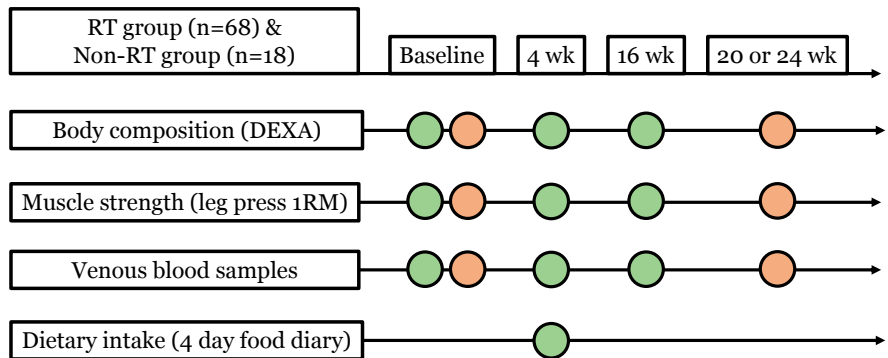 RT group (n=68) &
Non-RT group (n=18)
Baseline
4 wk
16 wk
20 or 24 wk
Body composition (DEXA)
Muscle strength (leg press 1RM)
Venous blood samples
Dietary intake (4 day food diary)